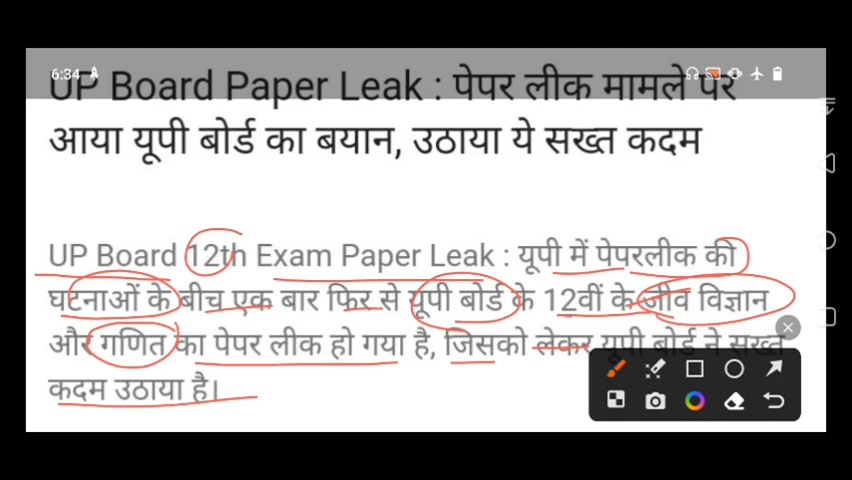 6:34
UP Board Paper Leak : पेपर लीक मामले पर
आया यूपी बोर्ड का बयान, उठाया ये सख्त कदम
UP Board 12th Exam Paper Leak : यूपी में पेपरलीक की
घटनाओं के बीच एक बार फिर से यूपी बोर्ड के 12वीं के जीव विज्ञान
और गणित का पेपर लीक हो गया है, जिसको लेकर यूपी बोर्ड ने सख्त
कदम उठाया है।